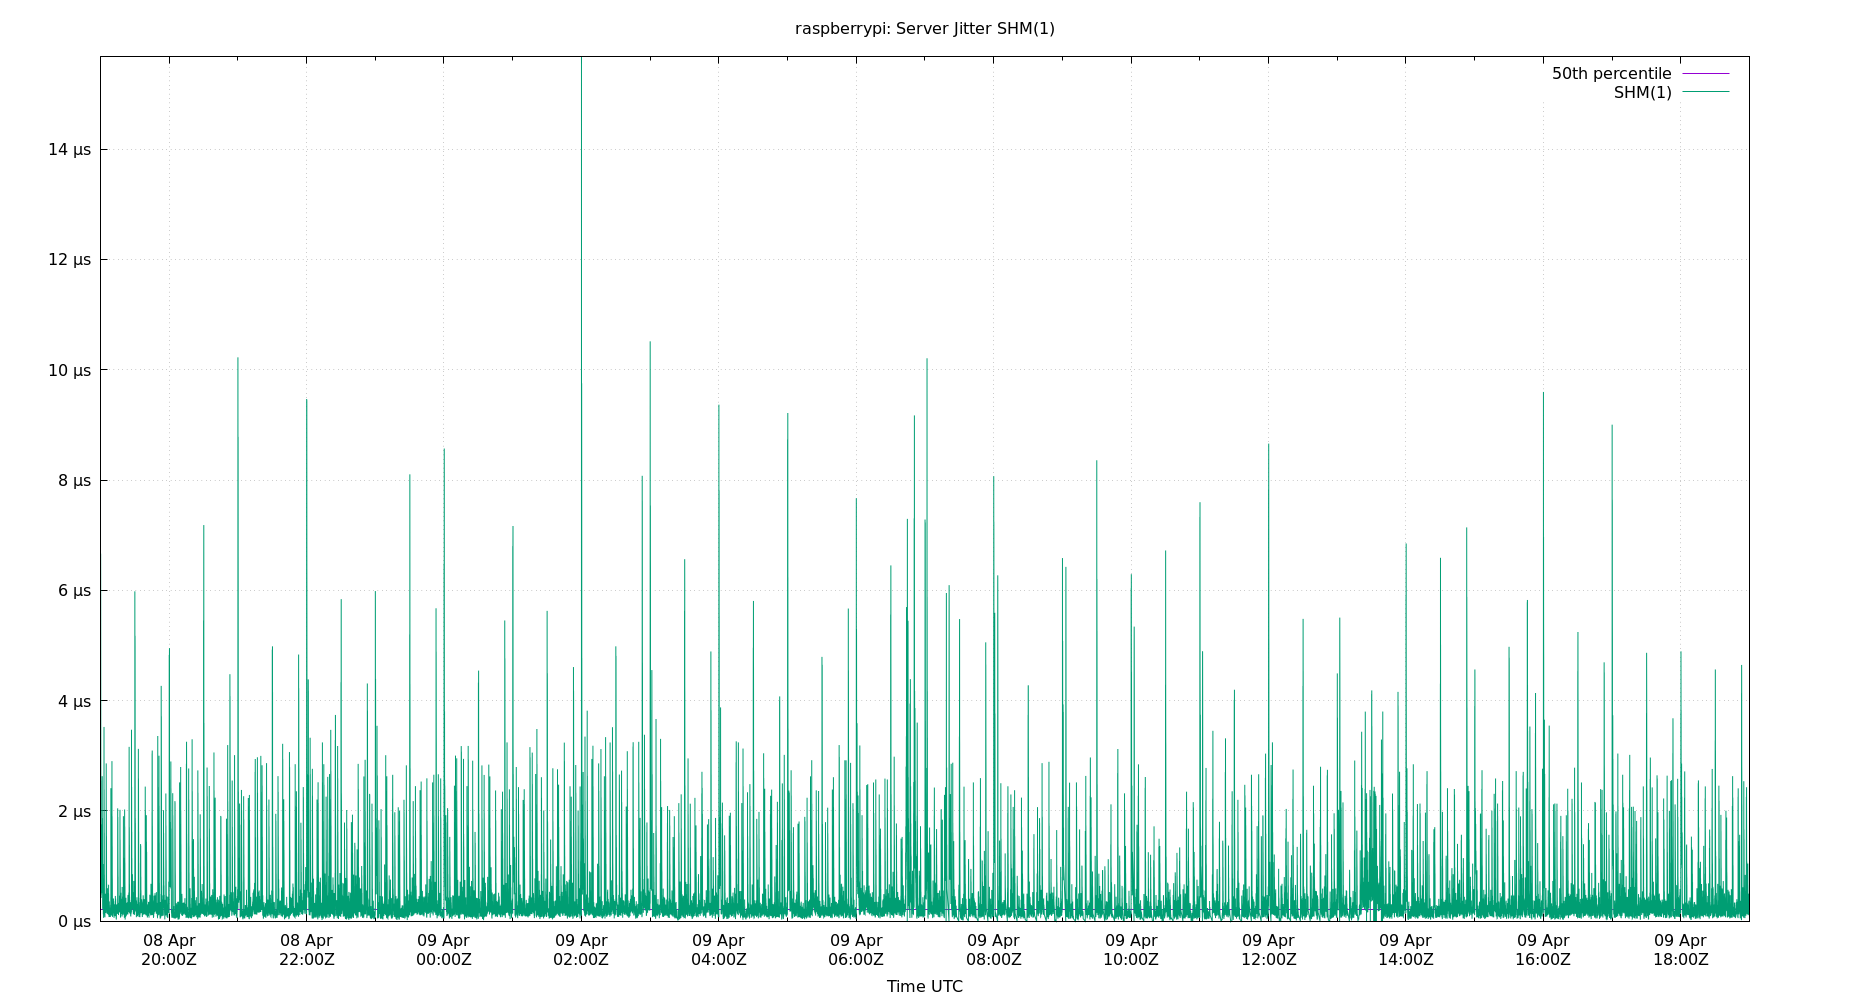 raspberrypi: Server Jitter SHM(1)
50th percentile
SHM(1)
14 µs
12 µs
10 µs
8 µs
6 µs
4 µs
2 µs
0 µs
08 Apr 08 Apr 09 Apr 09 Apr 09 Apr 09 Apr 09 Apr 09 Apr 09 Apr 09 Apr 09 Apr 09 Apr
20:00Z 22:00Z 00:00Z 02:00Z 04:00Z 06:00Z 08:00Z 10:00Z 12:00Z 14:00Z 16:00Z 18:00Z
Time UTC